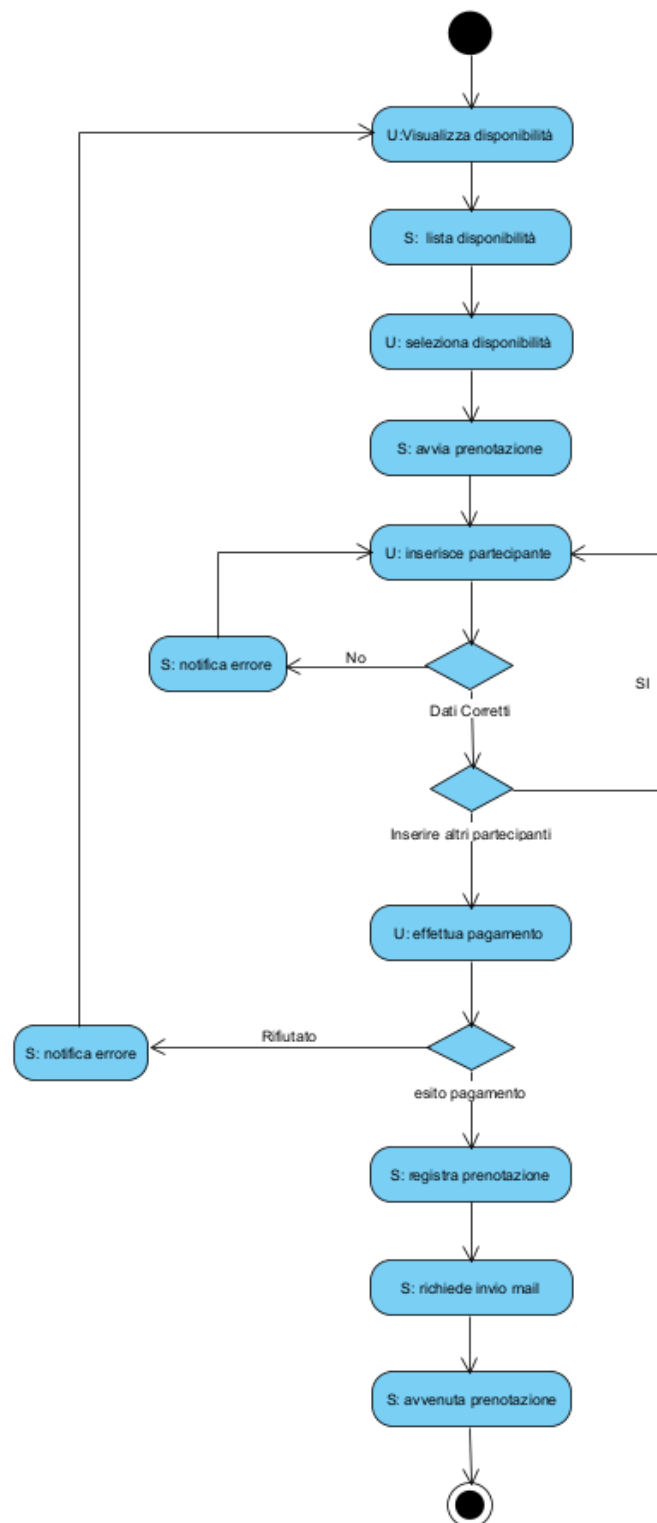 U:Visualizza disponibilità
S: lista disponibilità
U: seleziona disponibilità
S: avvia prenotazione
U: inserisce partecipante
S: notifica errore
No
SI
Dati Corretti
Inserire altri partecipanti
U: effettua pagamento
Rifiutato
S: notifica errore
esito pagamento
S: registra prenotazione
S: richiede invio mail
S: avvenuta prenotazione